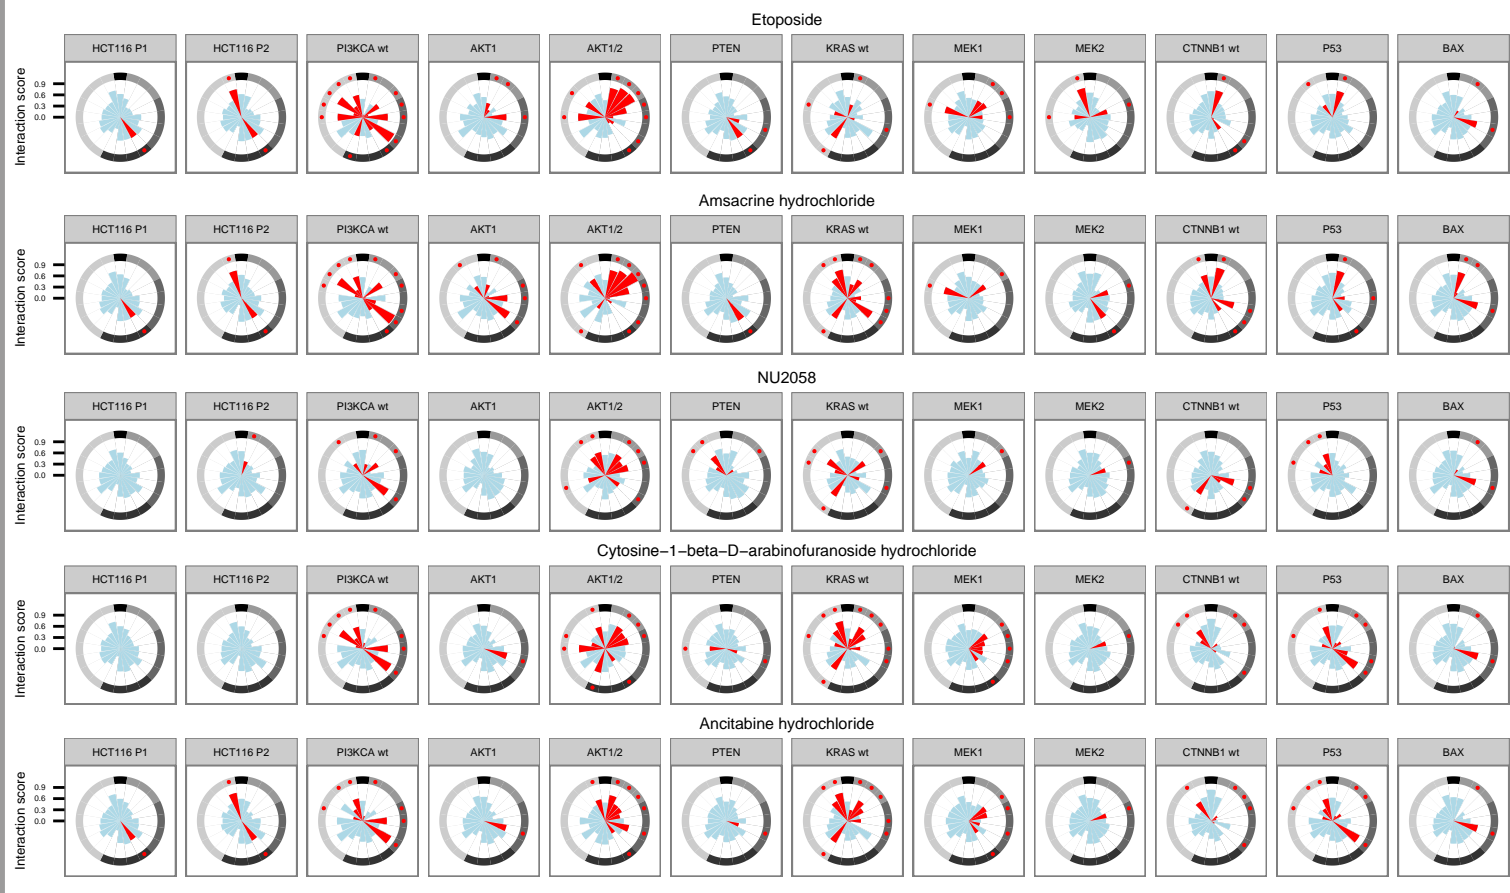 Etoposide
HCT116 P1 HCT116 P2 PI3KCA wt AKT1 AKT1/2 PTEN KRAS wt MEK1 MEK2 CTNNB1 wt P53 BAX
Interaction score
0.9
0.6
0.3
0.0
Amsacrine hydrochloride
HCT116 P1 HCT116 P2 PI3KCA wt AKT1 AKT1/2 PTEN KRAS wt MEK1 MEK2 CTNNB1 wt P53 BAX
Interaction score
0.9
0.6
0.3
0.0
NU2058
HCT116 P1 HCT116 P2 PI3KCA wt AKT1 AKT1/2 PTEN KRAS wt MEK1 MEK2 CTNNB1 wt P53 BAX
Interaction score
0.9
0.6
0.3
0.0
Cytosine−1−beta−D−arabinofuranoside hydrochloride
HCT116 P1 HCT116 P2 PI3KCA wt AKT1 AKT1/2 PTEN KRAS wt MEK1 MEK2 CTNNB1 wt P53 BAX
Interaction score
0.9
0.6
0.3
0.0
Ancitabine hydrochloride
HCT116 P1 HCT116 P2 PI3KCA wt AKT1 AKT1/2 PTEN KRAS wt MEK1 MEK2 CTNNB1 wt P53 BAX
Interaction score
0.9
0.6
0.3
0.0